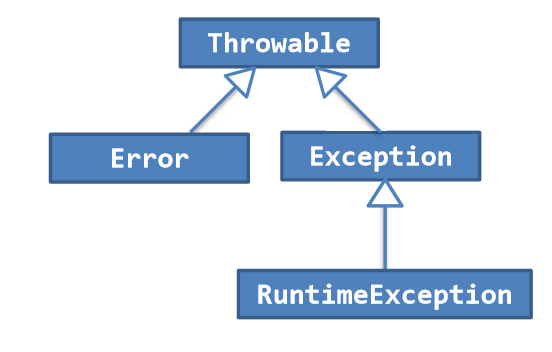 Throwable
Error
Exception
RuntimeException